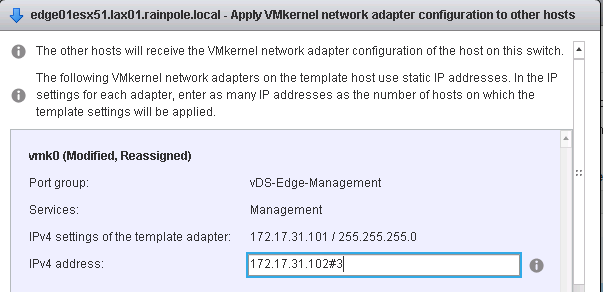 edge01esx51.lax01.rainpole.local - Apply VMkernel network adapter configuration to other hosts
The other hosts will receive the VMkernel network adapter configuration of the host on this switch.
The following VMkernel network adapters on the template host use static IP addresses. In the IP
settings for each adapter, enter as many IP addresses as the number of hosts on which the
template settings will be applied.
vmk0 (Modified, Reassigned)
Port group: vDS-Edge-Management
Services: Management
IPv4 settings of the template adapter: 172.17.31.101 / 255.255.255.0
IPv4 address: 172.17.31.102#3